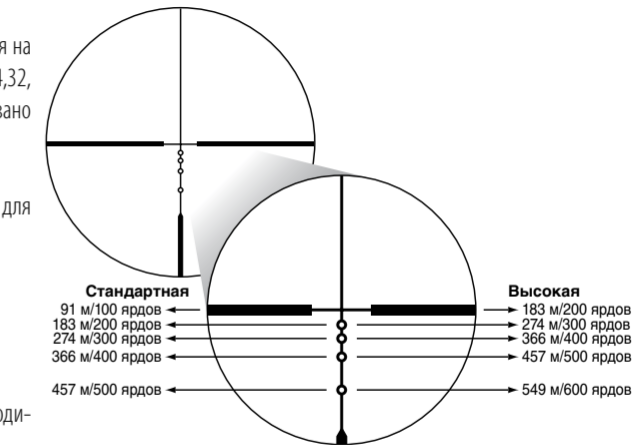 я на
4,32,
вано
для
Стандартная
91 м/100 ярдов
183 м/200 ярдов
274 м/300 ярдов
366 м/400 ярдов
457 м/500 ярдов
Высокая
183 м/200 ярдов
274 м/300 ярдов
366 м/400 ярдов
457 м/500 ярдов
549 м/600 ярдов
оди-